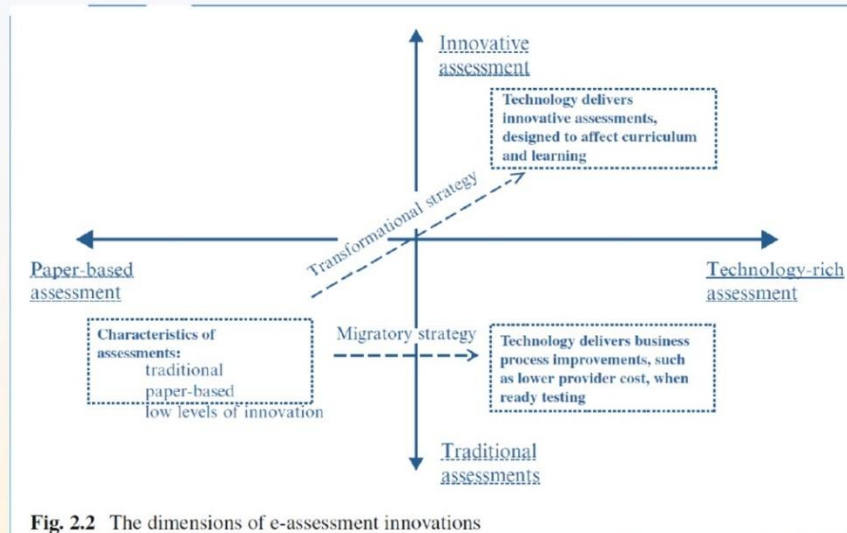 Innovative
assessment
Technology delivers
innovative assessments,
designed to affect curriculum
and learning
Transformational strategy
Paper-based
assessment
Technology-rich
assessment
Characteristics of
assessments:
traditional
paper-based
low levels of innovation
Migratory strategy
Technology delivers business
process improvements, such
as lower provider cost, when
ready testing
Traditional
assessments
Fig. 2.2 The dimensions of e-assessment innovations